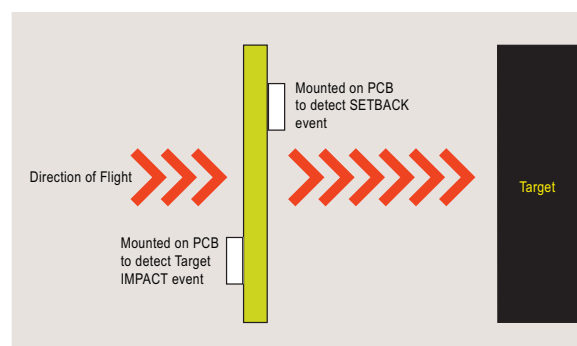 Mounted on PCB
to detect SETBACK
event
Direction of Flight
Target
Mounted on PCB
to detect Target
IMPACT event